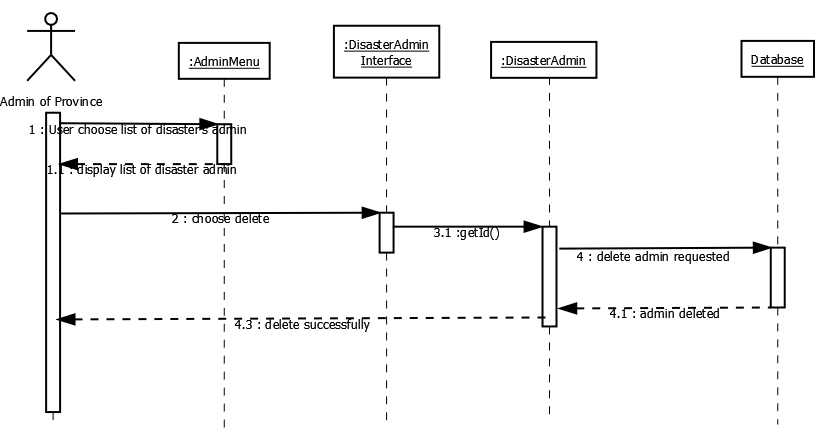 :DisasterAdmin
Interface
:AdminMenu
:DisasterAdmin
Database
Admin of Province
1 : User choose list of disaster's admin
1.1 : display list of disaster admin
2 : choose delete
3.1 :getId()
4 : delete admin requested
4.1 : admin deleted
4.3 : delete successfully